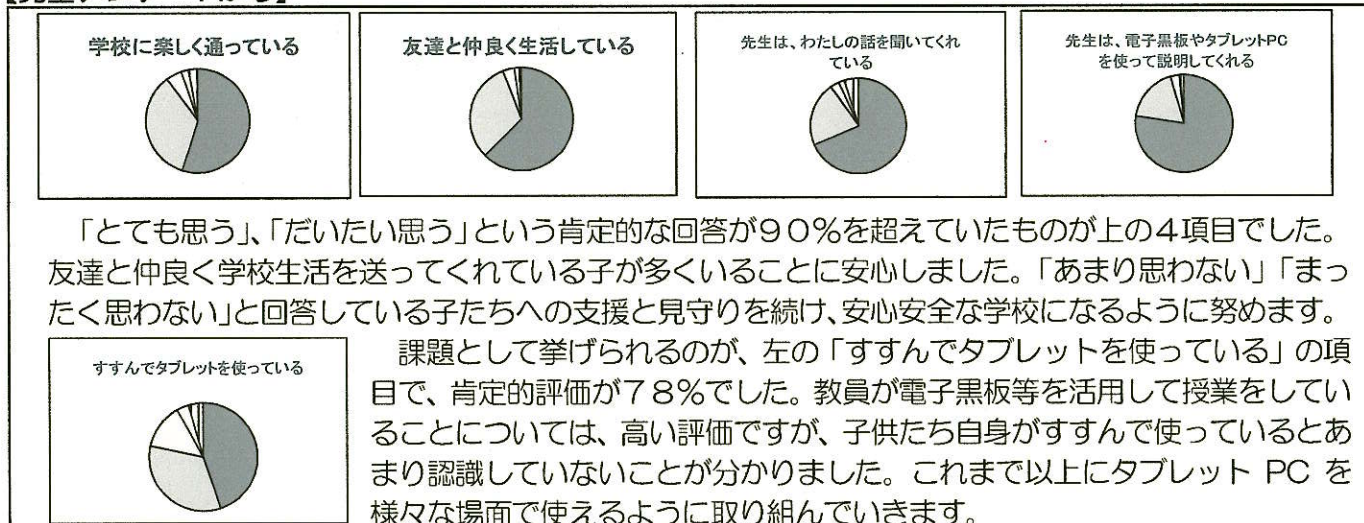 学校に楽しく通っている
友達と仲良く生活している
先生は、わたしの話を聞いてくれ
ている
先生は、電子黒板やタブレットPC
を使って説明してくれる
「とても思う」、「だいたい思う」という肯定的な回答が９０％を超えていたものが上の４項目でした。
友達と仲良く学校生活を送ってくれている子が多くいることに安心しました。「あまり思わない」「まっ
たく思わない」と回答している子たちへの支援と見守りを続け、安心安全な学校になるように努めます。
すすんでタブレットを使っている
課題として挙げられるのが、左の「すすんでタブレットを使っている」の項
目で、肯定的評価が７８％でした。教員が電子黒板等を活用して授業をしてい
ることについては、高い評価ですが、子供たち自身がすすんで使っているとあ
まり認識していないことが分かりました。これまで以上にタブレット PC を
様々な場面で使えるように取り組んでいきます。